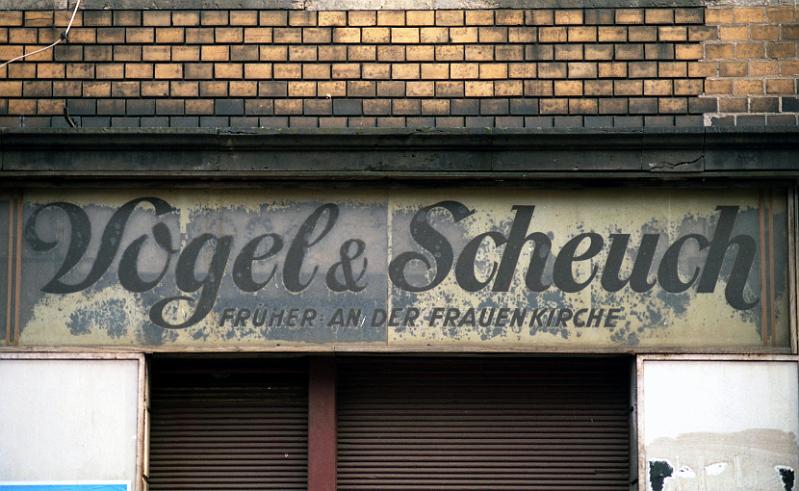 Vogel & Scheuch
FRÜHER AN DER FRAUENKIRCHE